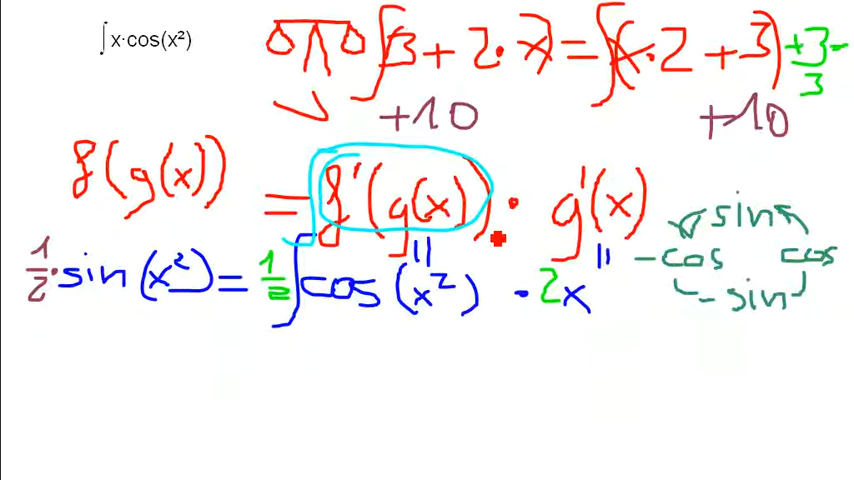 ∫x·cos(x²)
∫(3 + 2·x) = ∫(x·2 + 3) +3-
3
+10 +10
f(g(x)) = ∫f'(g(x)) · g'(x)
sin
-cos cos
-sin
1/2·sin(x²) = 1/2∫cos(x²) · 2x